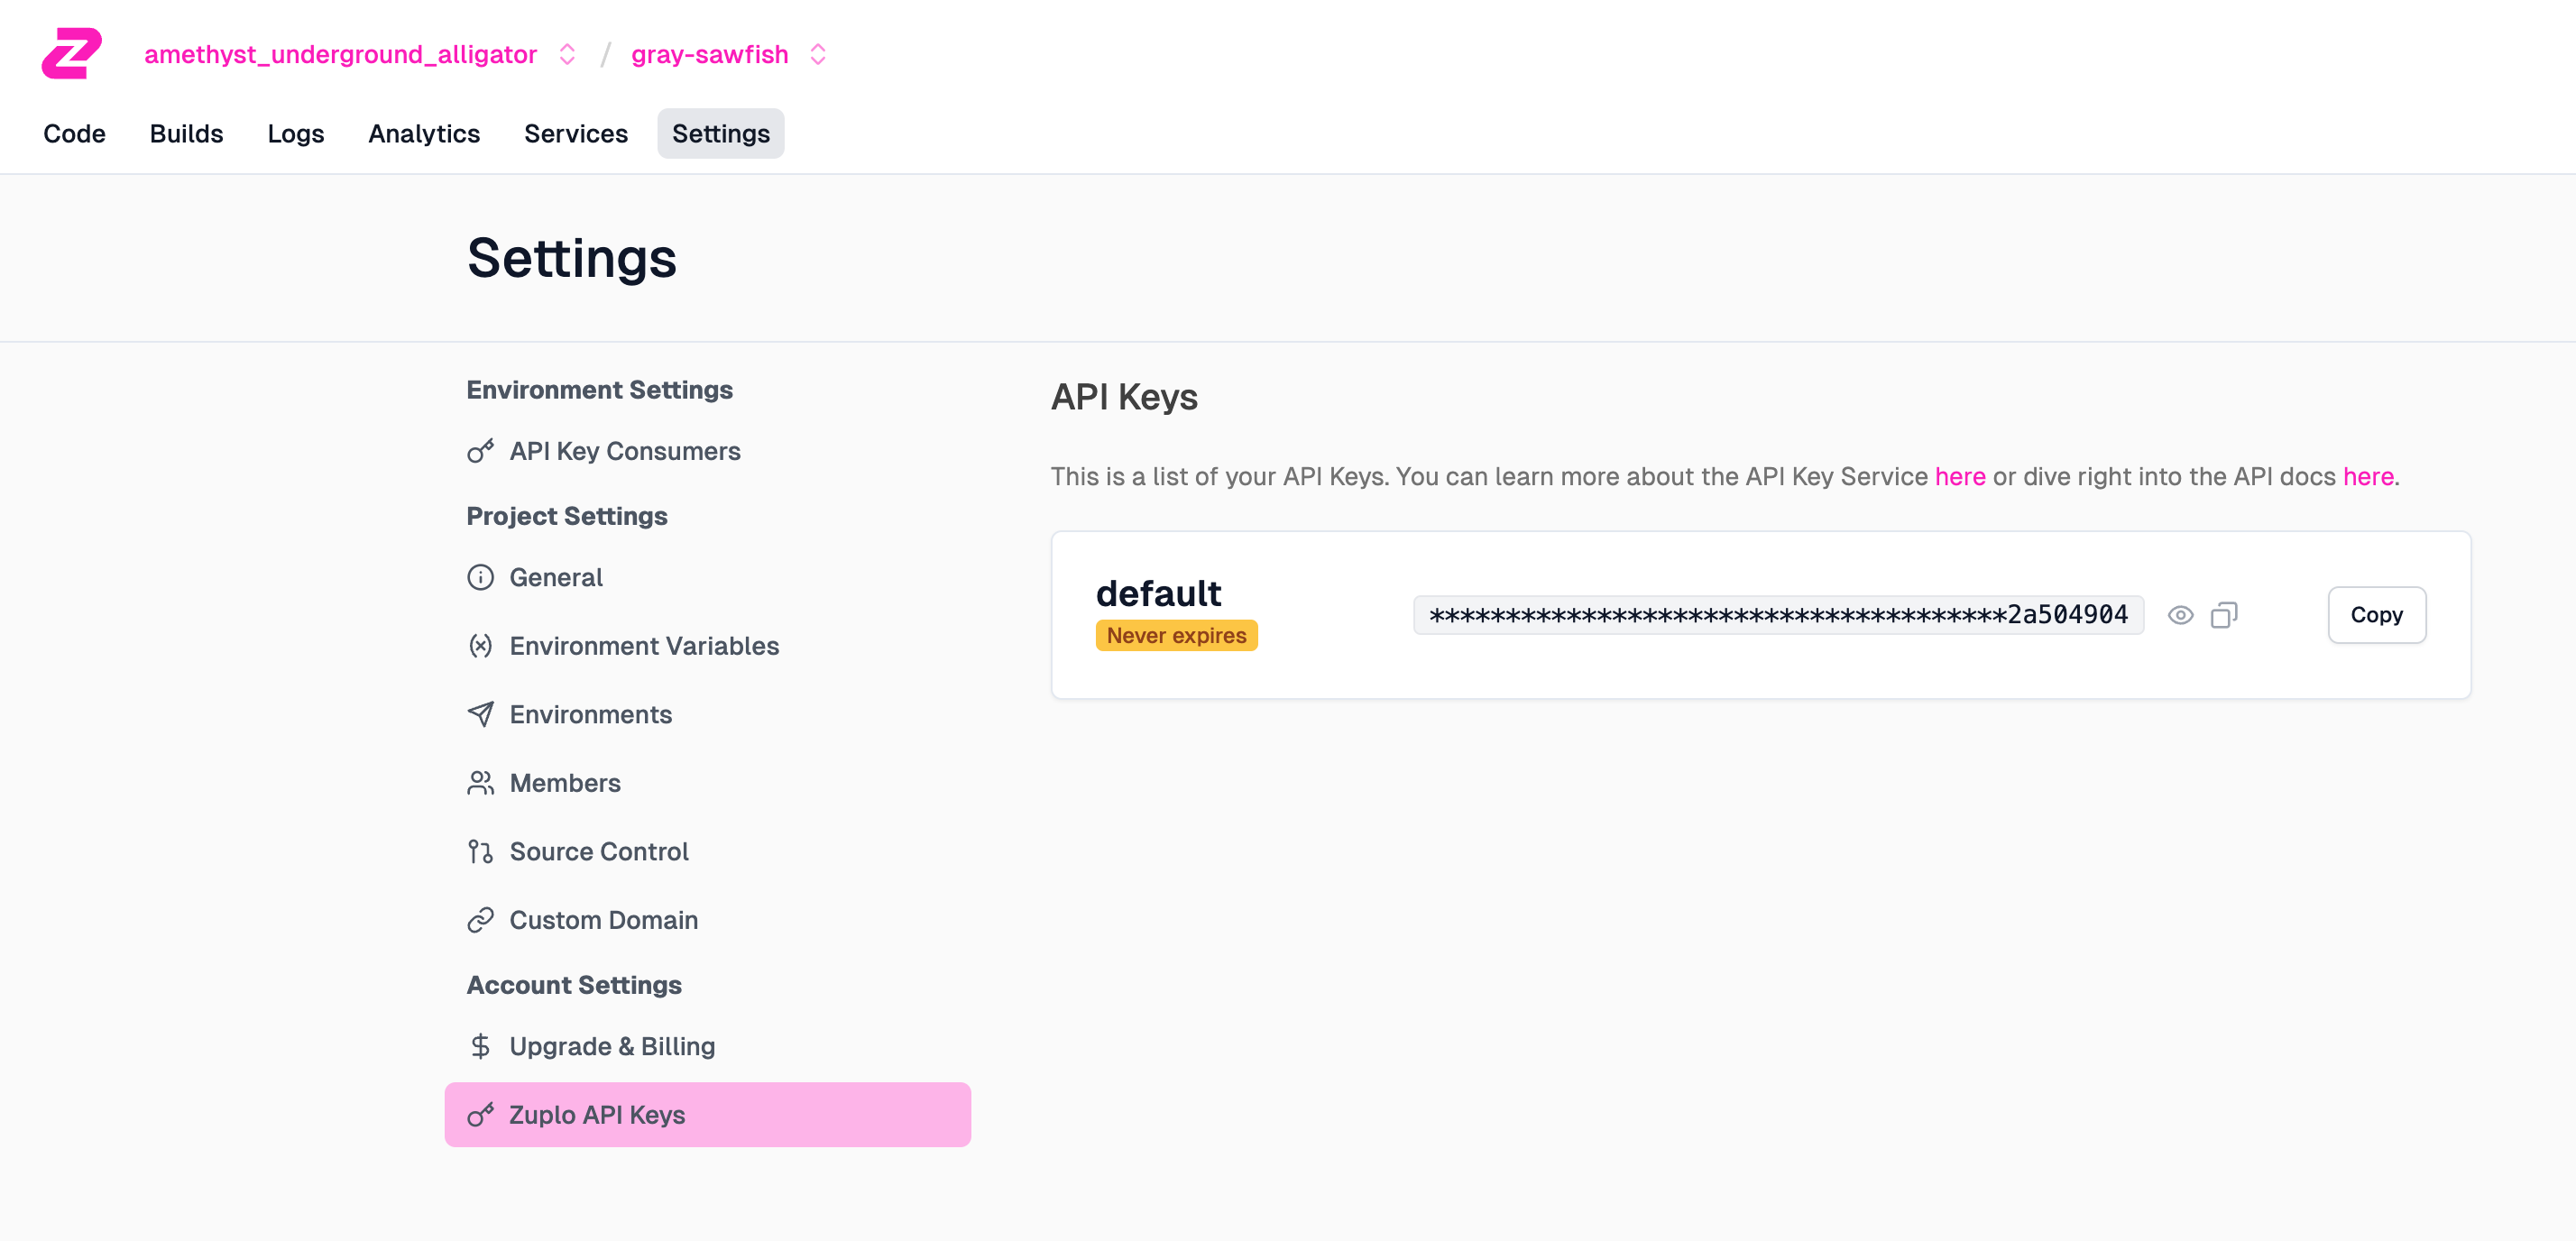 amethyst_underground_alligator / gray-sawfish
Code Builds Logs Analytics Services Settings
Settings
Environment Settings
API Key Consumers
Project Settings
General
Environment Variables
Environments
Members
Source Control
Custom Domain
Account Settings
Upgrade & Billing
Zuplo API Keys
API Keys
This is a list of your API Keys. You can learn more about the API Key Service here or dive right into the API docs here.
default
Never expires
**************************************2a504904
Copy